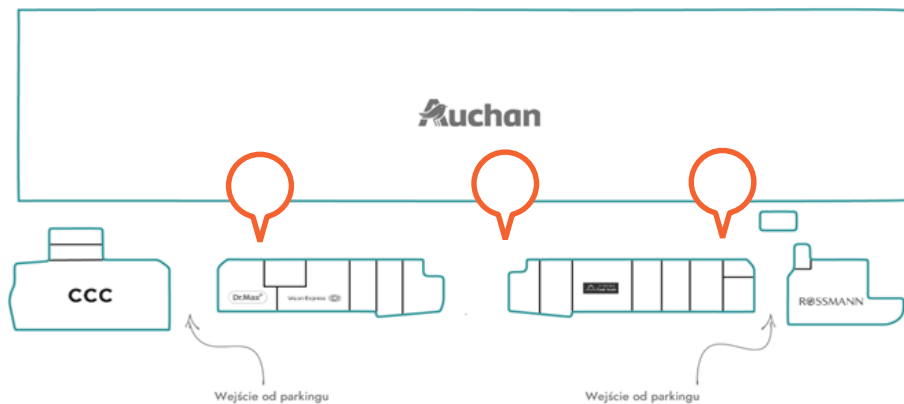 Auchan
CCC
Dr.Max
Vision Express
ROSSMANN
Wejście od parkingu
Wejście od parkingu